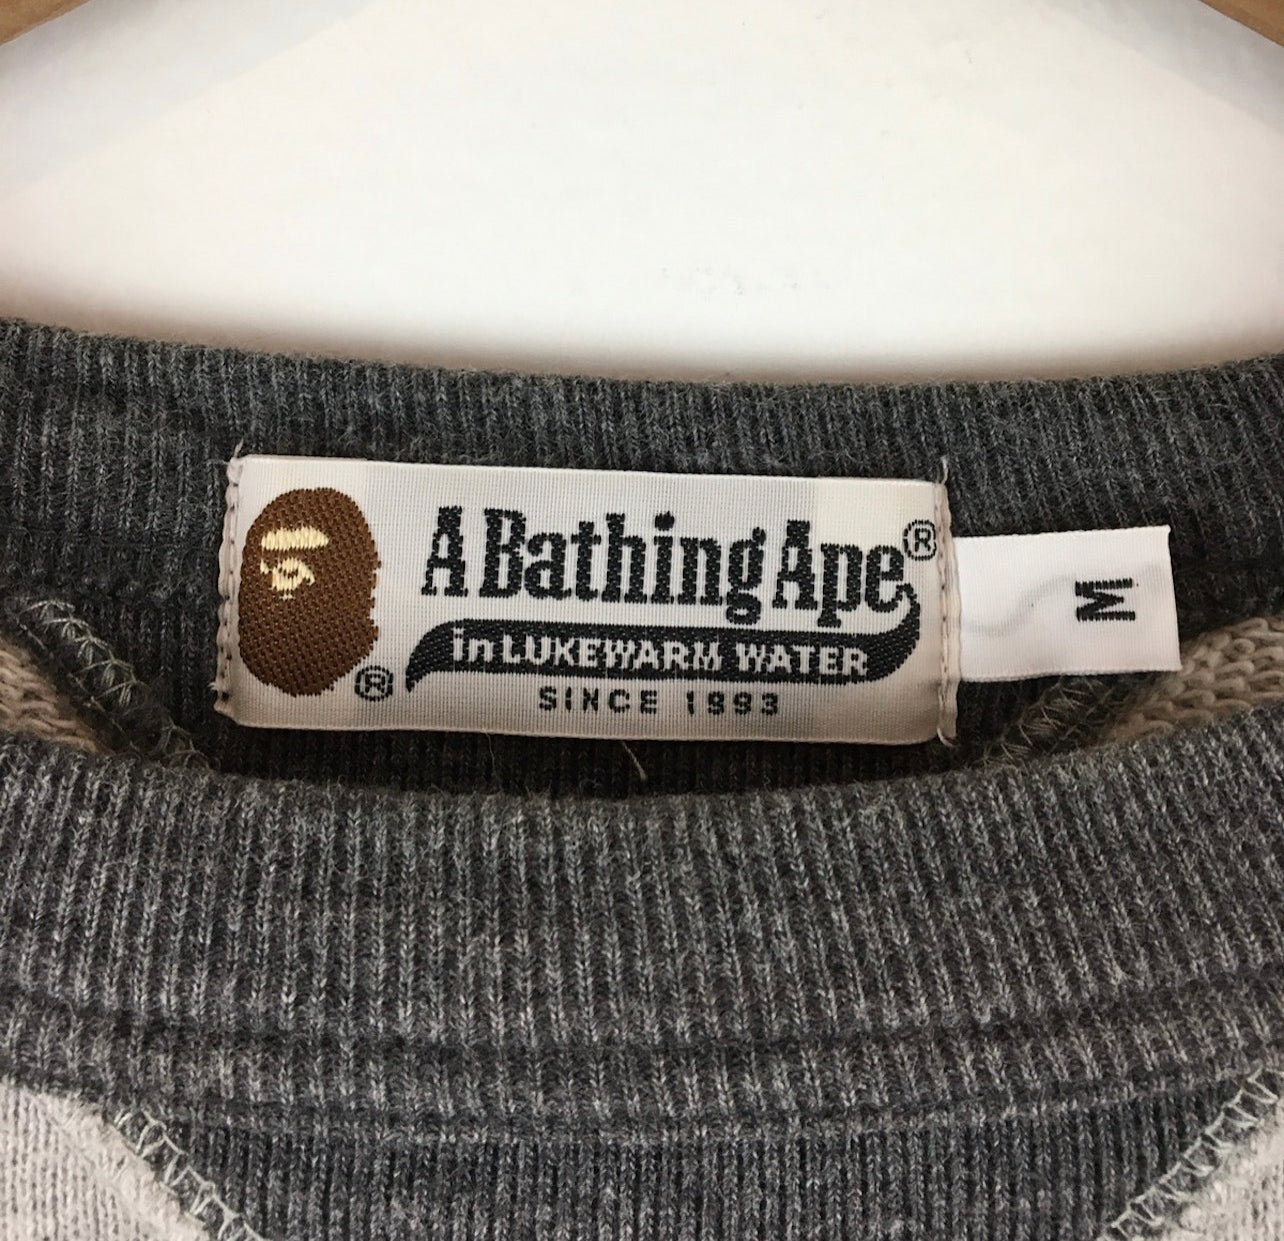 A Bathing Ape®
in LUKEWARM WATER
SINCE 1993
®
M